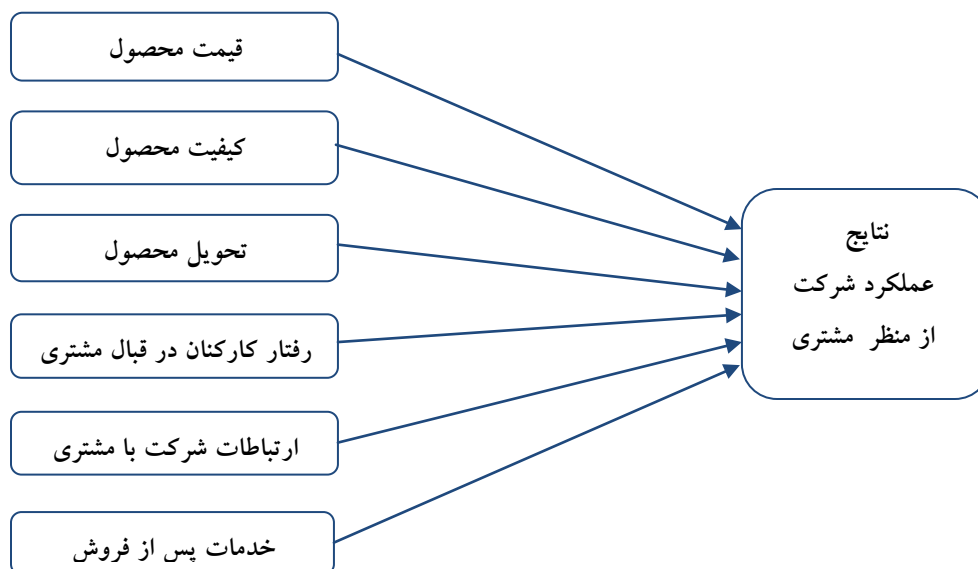 قیمت محصول
کیفیت محصول
تحویل محصول
رفتار کارکنان در قبال مشتری
ارتباطات شرکت با مشتری
خدمات پس از فروش
نتایج
عملکرد شرکت
از منظر مشتری